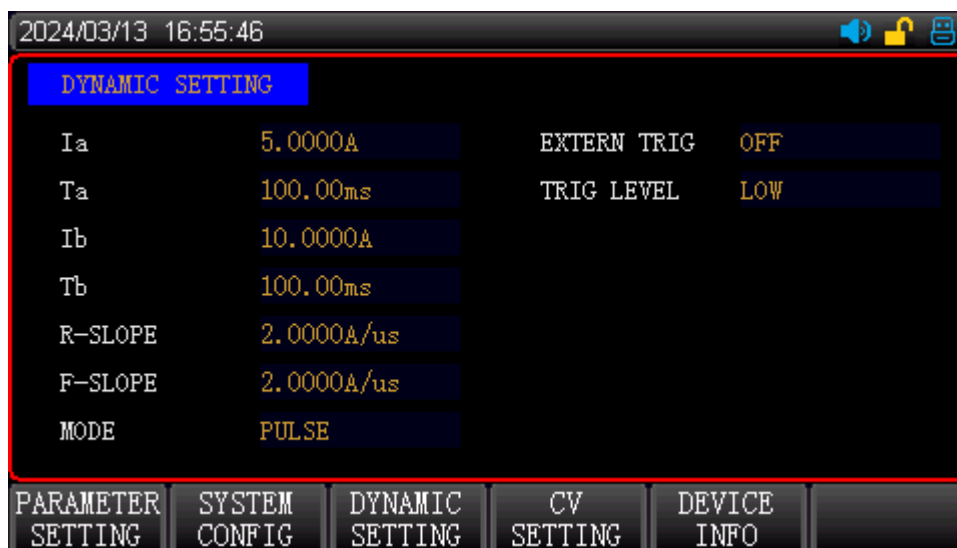 2024/03/13 16:55:46
DYNAMIC SETTING
Ia 5.0000A EXTERN TRIG OFF
Ta 100.00ms TRIG LEVEL LOW
Ib 10.0000A
Tb 100.00ms
R-SLOPE 2.0000A/us
F-SLOPE 2.0000A/us
MODE PULSE
PARAMETER SYSTEM DYNAMIC CV DEVICE
SETTING CONFIG SETTING SETTING INFO